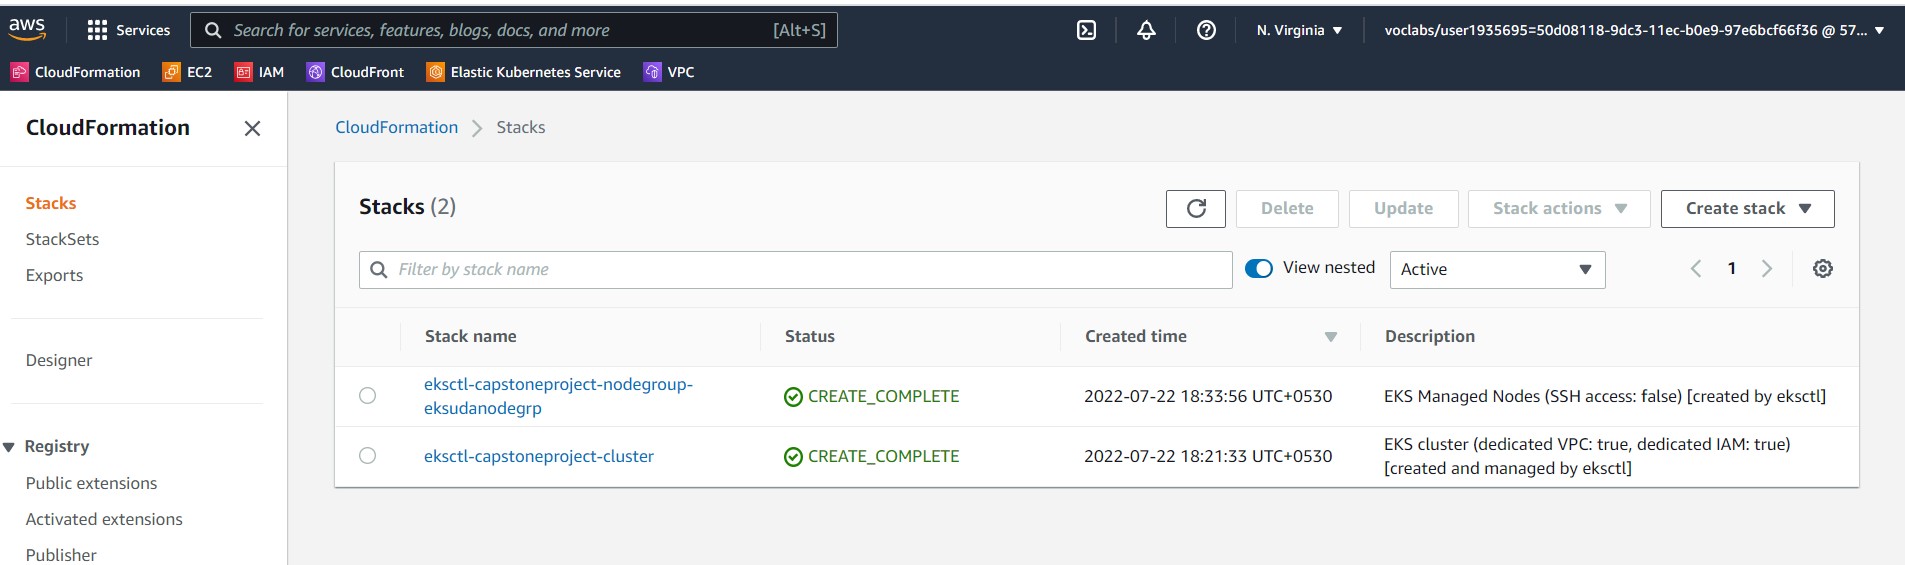 aws
Services
Search for services, features, blogs, docs, and more [Alt+S]
N. Virginia
voclabs/user1935695=50d08118-9dc3-11ec-b0e9-97e6bcf66f36 @ 57...
CloudFormation EC2 IAM CloudFront Elastic Kubernetes Service VPC
CloudFormation
Stacks
StackSets
Exports
Designer
Registry
Public extensions
Activated extensions
Publisher
CloudFormation Stacks
Stacks (2)
Delete Update Stack actions Create stack
Filter by stack name
View nested
Active
1
Stack name Status Created time Description
eksctl-capstoneproject-nodegroup-
eksudanodegrp
CREATE_COMPLETE
2022-07-22 18:33:56 UTC+0530
EKS Managed Nodes (SSH access: false) [created by eksctl]
eksctl-capstoneproject-cluster
CREATE_COMPLETE
2022-07-22 18:21:33 UTC+0530
EKS cluster (dedicated VPC: true, dedicated IAM: true)
[created and managed by eksctl]